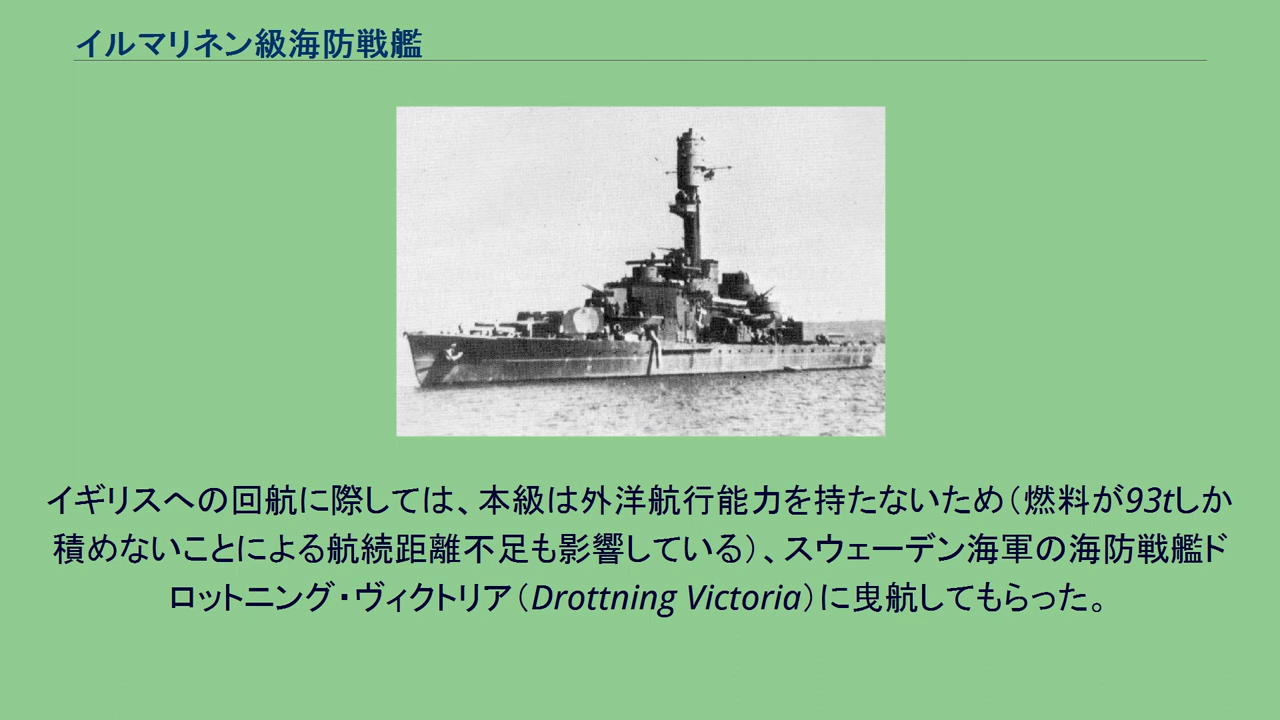 イルマリネン級海防戦艦
イギリスへの回航に際しては、本級は外洋航行能力を持たないため（燃料が93tしか
積めないことによる航続距離不足も影響している）、スウェーデン海軍の海防戦艦ド
ロットニング・ヴィクトリア（Drottning Victoria）に曳航してもらった。